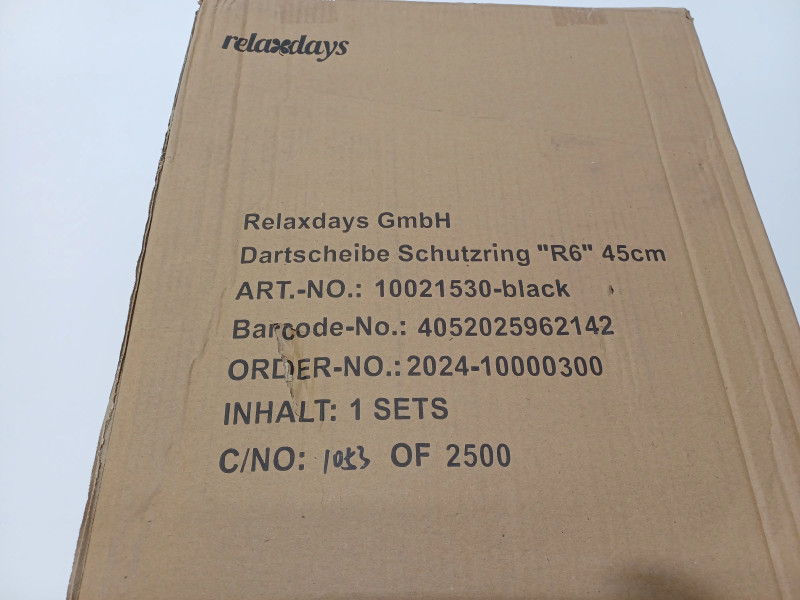 relaxdays
Relaxdays GmbH
Dartscheibe Schutzring "R6" 45cm
ART.-NO.: 10021530-black
Barcode-No.: 4052025962142
ORDER-NO.: 2024-10000300
INHALT: 1 SETS
C/NO: 1053 OF 2500